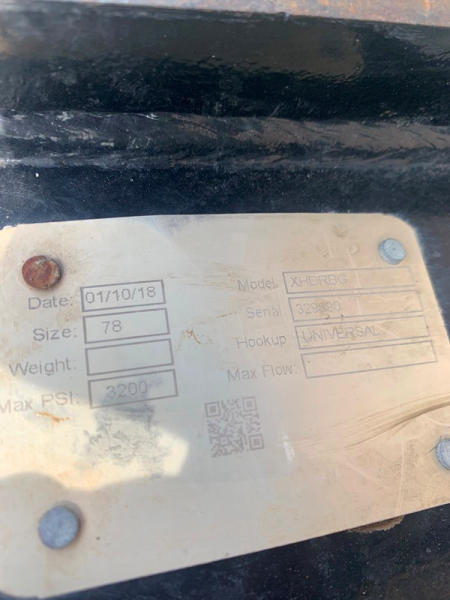 Date: 01/10/18
Size: 78
Weight:
Max PSI: 3200
Model: XHDRBG
Serial
Hookup: UNIVERSAL
Max Flow: